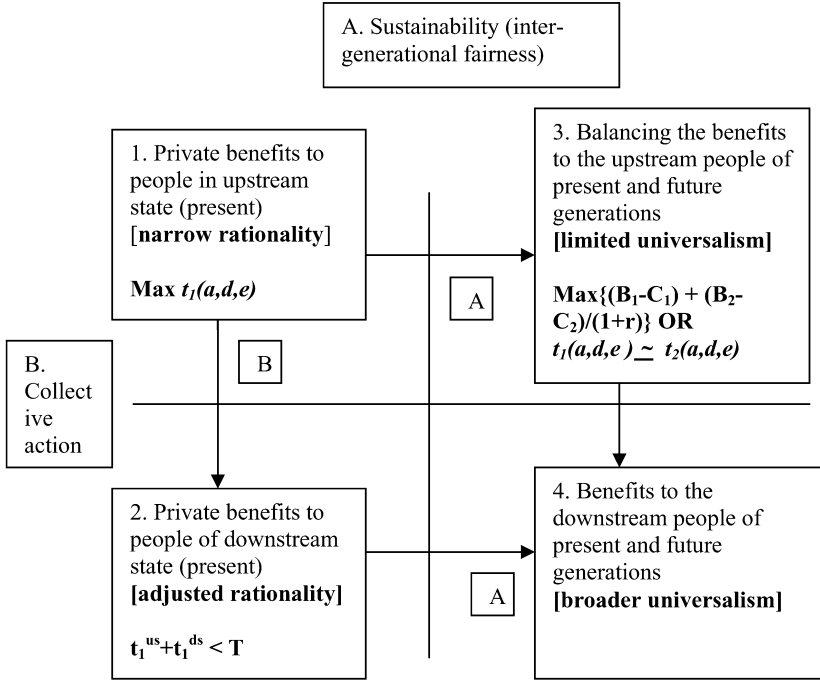 A. Sustainability (inter-
generational fairness)
1. Private benefits to
people in upstream
state (present)
[narrow rationality]
Max t₁(a,d,e)
3. Balancing the benefits
to the upstream people of
present and future
generations
[limited universalism]
Max{(B₁-C₁) + (B₂-
C₂)/(1+r)} OR
t₁(a,d,e ) ~ t₂(a,d,e)
A
B
B.
Collect
ive
action
2. Private benefits to
people of downstream
state (present)
[adjusted rationality]
t₁ᵘˢ+t₁ᵈˢ < T
A
4. Benefits to the
downstream people of
present and future
generations
[broader universalism]